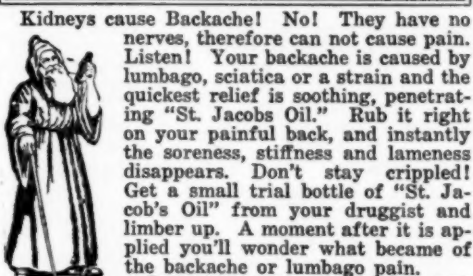 Kidneys cause Backache! No! They have no
nerves, therefore can not cause pain.
Listen! Your backache is caused by
lumbago, sciatica or a strain and the
quickest relief is soothing, penetrat-
ing "St. Jacobs Oil." Rub it right
on your painful back, and instantly
the soreness, stiffness and lameness
disappears. Don't stay crippled!
Get a small trial bottle of "St. Ja-
cob's Oil" from your druggist and
limber up. A moment after it is ap-
plied you'll wonder what became of
the backache or lumbago pain.